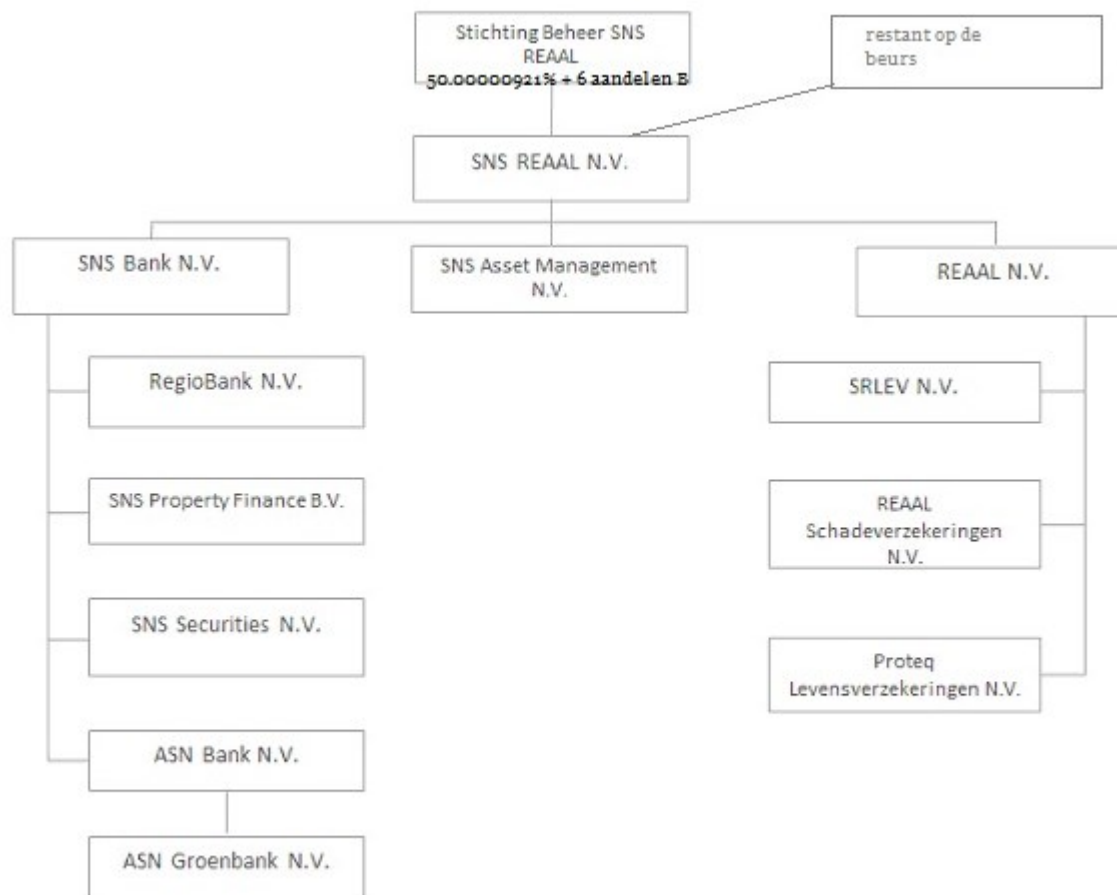 Stichting Beheer SNS
REAAL
50.00000921% + 6 aandelen B
restant op de
beurs
SNS REAAL N.V.
SNS Bank N.V.
SNS Asset Management
N.V.
REAAL N.V.
RegioBank N.V.
SNS Property Finance B.V.
SNS Securities N.V.
ASN Bank N.V.
ASN Groenbank N.V.
SRLEV N.V.
REAAL
Schadeverzekeringen
N.V.
Proteq
Levensverzekeringen N.V.